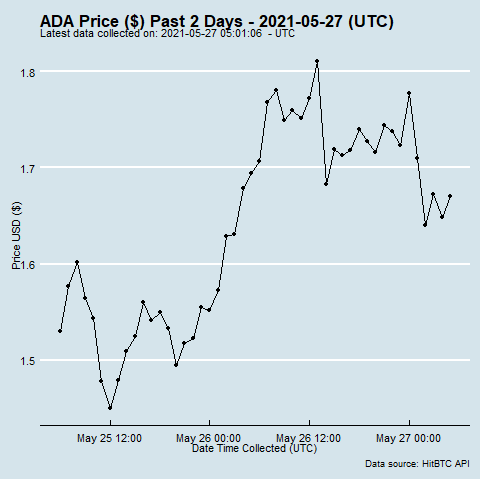 ADA Price ($) Past 2 Days - 2021-05-27 (UTC)
Latest data collected on: 2021-05-27 05:01:06 - UTC
1.8
1.7
1.6
1.5
Price USD ($)
May 25 12:00 May 26 00:00 May 26 12:00 May 27 00:00
Date Time Collected (UTC)
Data source: HitBTC API